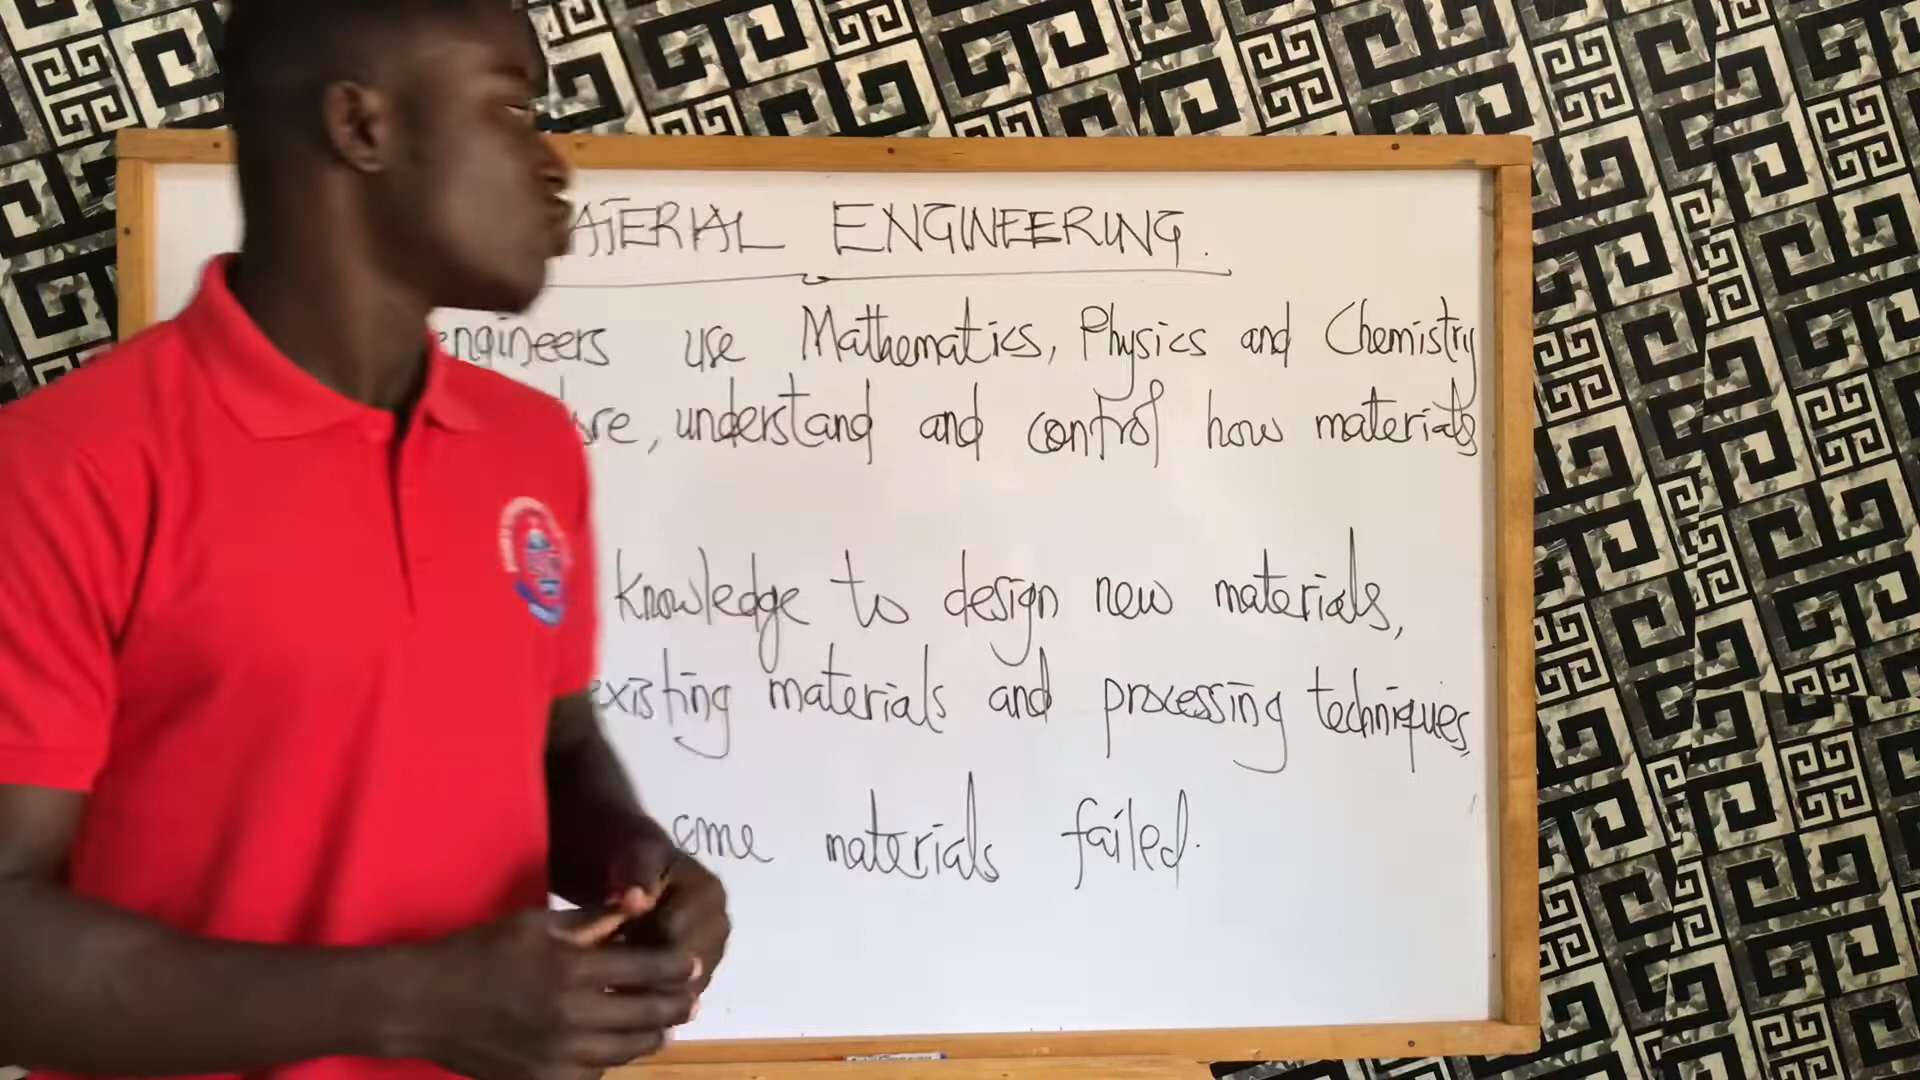 ATERIAL ENGINEERING.
engineers use Mathematics, Physics and Chemistry
, understand and control how materials
knowledge to design new materials,
existing materials and processing techniques,
ome materials failed.